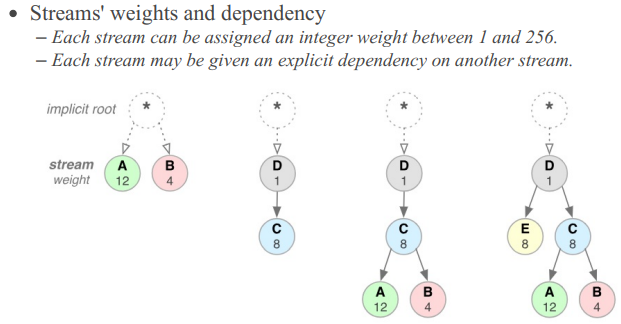 • Streams' weights and dependency
– Each stream can be assigned an integer weight between 1 and 256.
– Each stream may be given an explicit dependency on another stream.
implicit root * * * *
stream A B D D D
weight 12 4 1 1 1
C C E C
8 8 8 8
A B A B
12 4 12 4